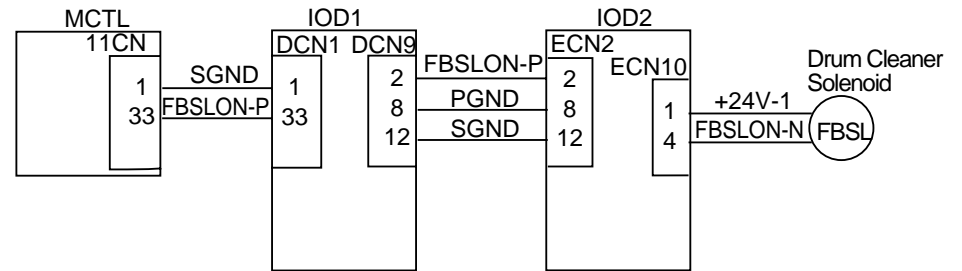 MCTL IOD1 IOD2
11CN DCN1 DCN9 ECN2
ECN10 Drum Cleaner
Solenoid
1 SGND 1 2 FBSLON-P 2
33 FBSLON-P 33 8 PGND 8 1 +24V-1
12 SGND 12 4 FBSLON-N FBSL